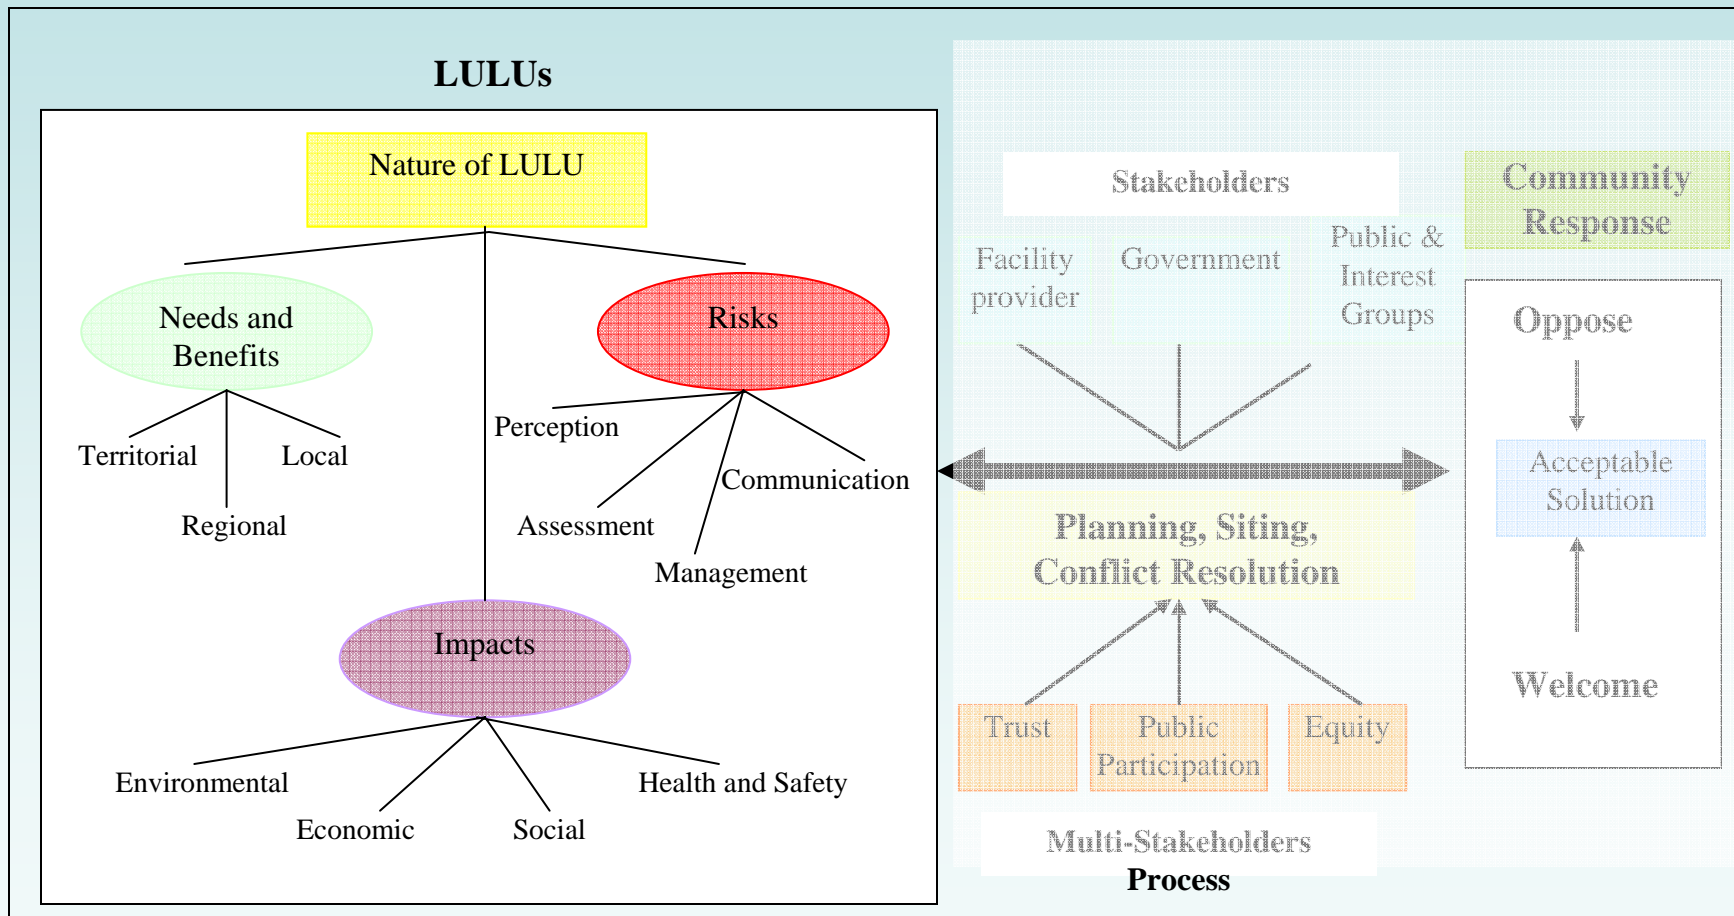 LULUs
Nature of LULU
Needs and
Benefits
Risks
Territorial
Local
Regional
Perception
Communication
Assessment
Management
Impacts
Environmental
Health and Safety
Economic
Social
Stakeholders
Facility
provider
Government
Public &
Interest
Groups
Planning, Siting,
Conflict Resolution
Trust
Public
Participation
Equity
Multi-Stakeholders
Process
Community
Response
Oppose
Acceptable
Solution
Welcome